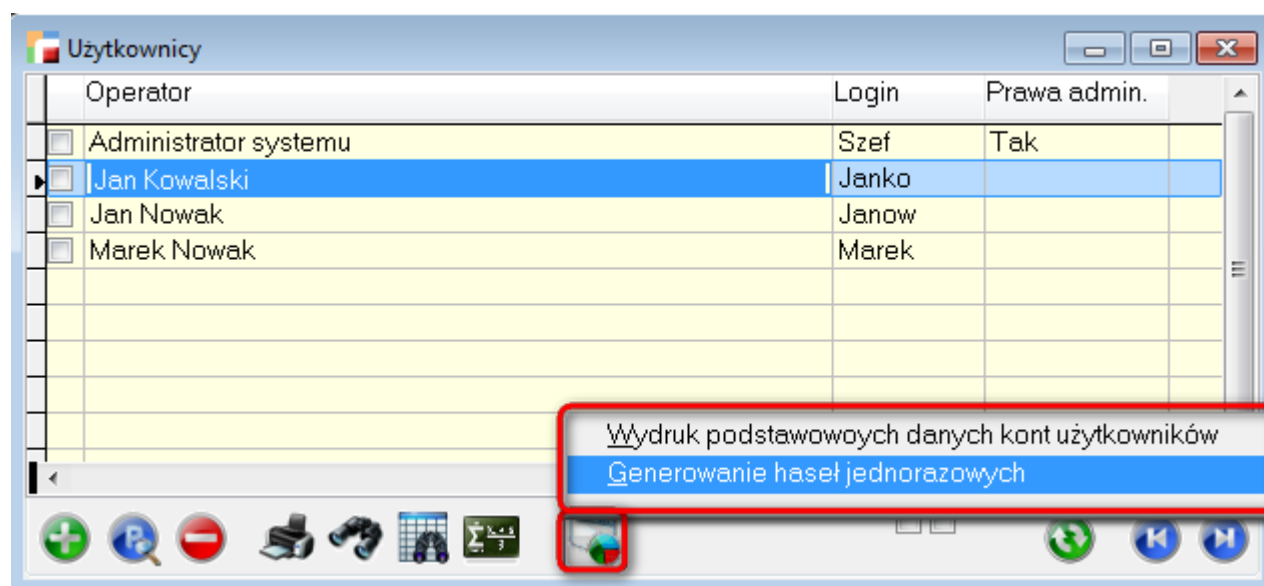 Użytkownicy
Operator Login Prawa admin.
Administrator systemu Szef Tak
Jan Kowalski Janko
Jan Nowak Janow
Marek Nowak Marek
Wydruk podstawowoych danych kont użytkowników
Generowanie haseł jednorazowych